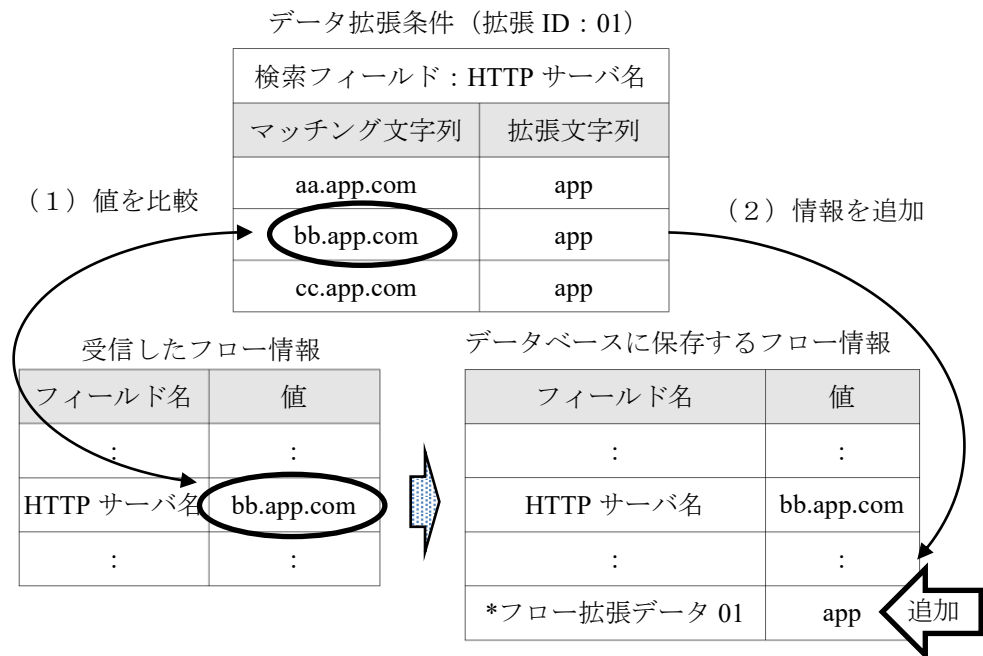 データ拡張条件（拡張 ID：01）
検索フィールド：HTTP サーバ名
マッチング文字列 拡張文字列
aa.app.com app
（１）値を比較
bb.app.com app
（２）情報を追加
cc.app.com app
受信したフロー情報
フィールド名 値
： ：
HTTP サーバ名 bb.app.com
： ：
データベースに保存するフロー情報
フィールド名 値
： ：
HTTP サーバ名 bb.app.com
： ：
*フロー拡張データ 01 app
追加